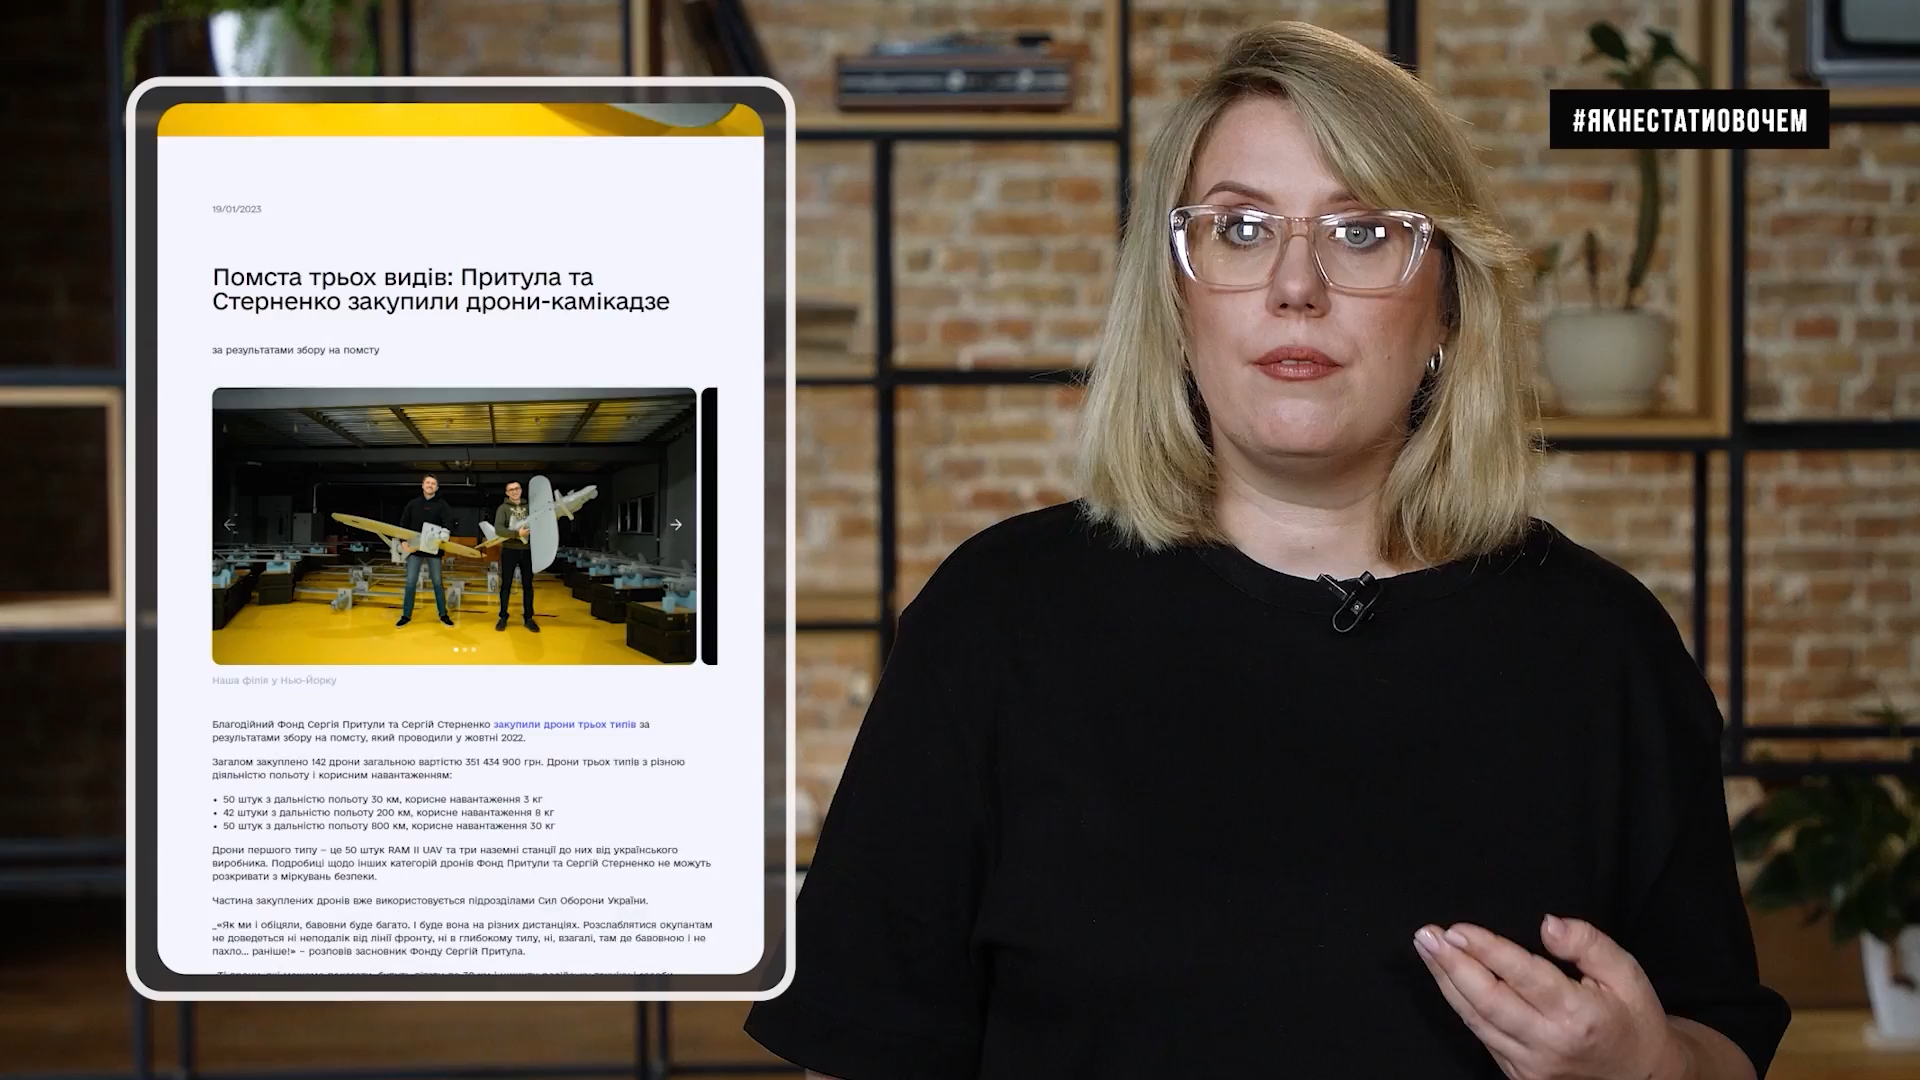 #ЯКНЕСТАТИОВОЧЕМ
19/01/2023
Помста трьох видів: Притула та
Стерненко закупили дрони-камікадзе
за результатами збору на помсту
Наша філія у Нью-Йорку
Благодійний Фонд Сергія Притули та Сергій Стерненко закупили дрони трьох типів за
результатами збору на помсту, який проводили у жовтні 2022.
Загалом закуплено 142 дрони загальною вартістю 351 434 900 грн. Дрони трьох типів з різною
діяльністю польоту і корисним навантаженням:
• 50 штук з дальністю польоту 30 км, корисне навантаження 3 кг
• 42 штуки з дальністю польоту 200 км, корисне навантаження 8 кг
• 50 штук з дальністю польоту 800 км, корисне навантаження 30 кг
Дрони першого типу – це 50 штук RAM II UAV та три наземні станції до них від українського
виробника. Подробиці щодо інших категорій дронів Фонд Притули та Сергій Стерненко не можуть
розкривати з міркувань безпеки.
Частина закуплених дронів вже використовується підрозділами Сил Оборони України.
_«Як ми і обіцяли, бавовни буде багато. І буде вона на різних дистанціях. Розслаблятися окупантам
не доведеться ні неподалік від лінії фронту, ні в глибокому тилу, ні, взагалі, там де бавовною і не
пахло... раніше!» – розповів засновник Фонду Сергій Притула.